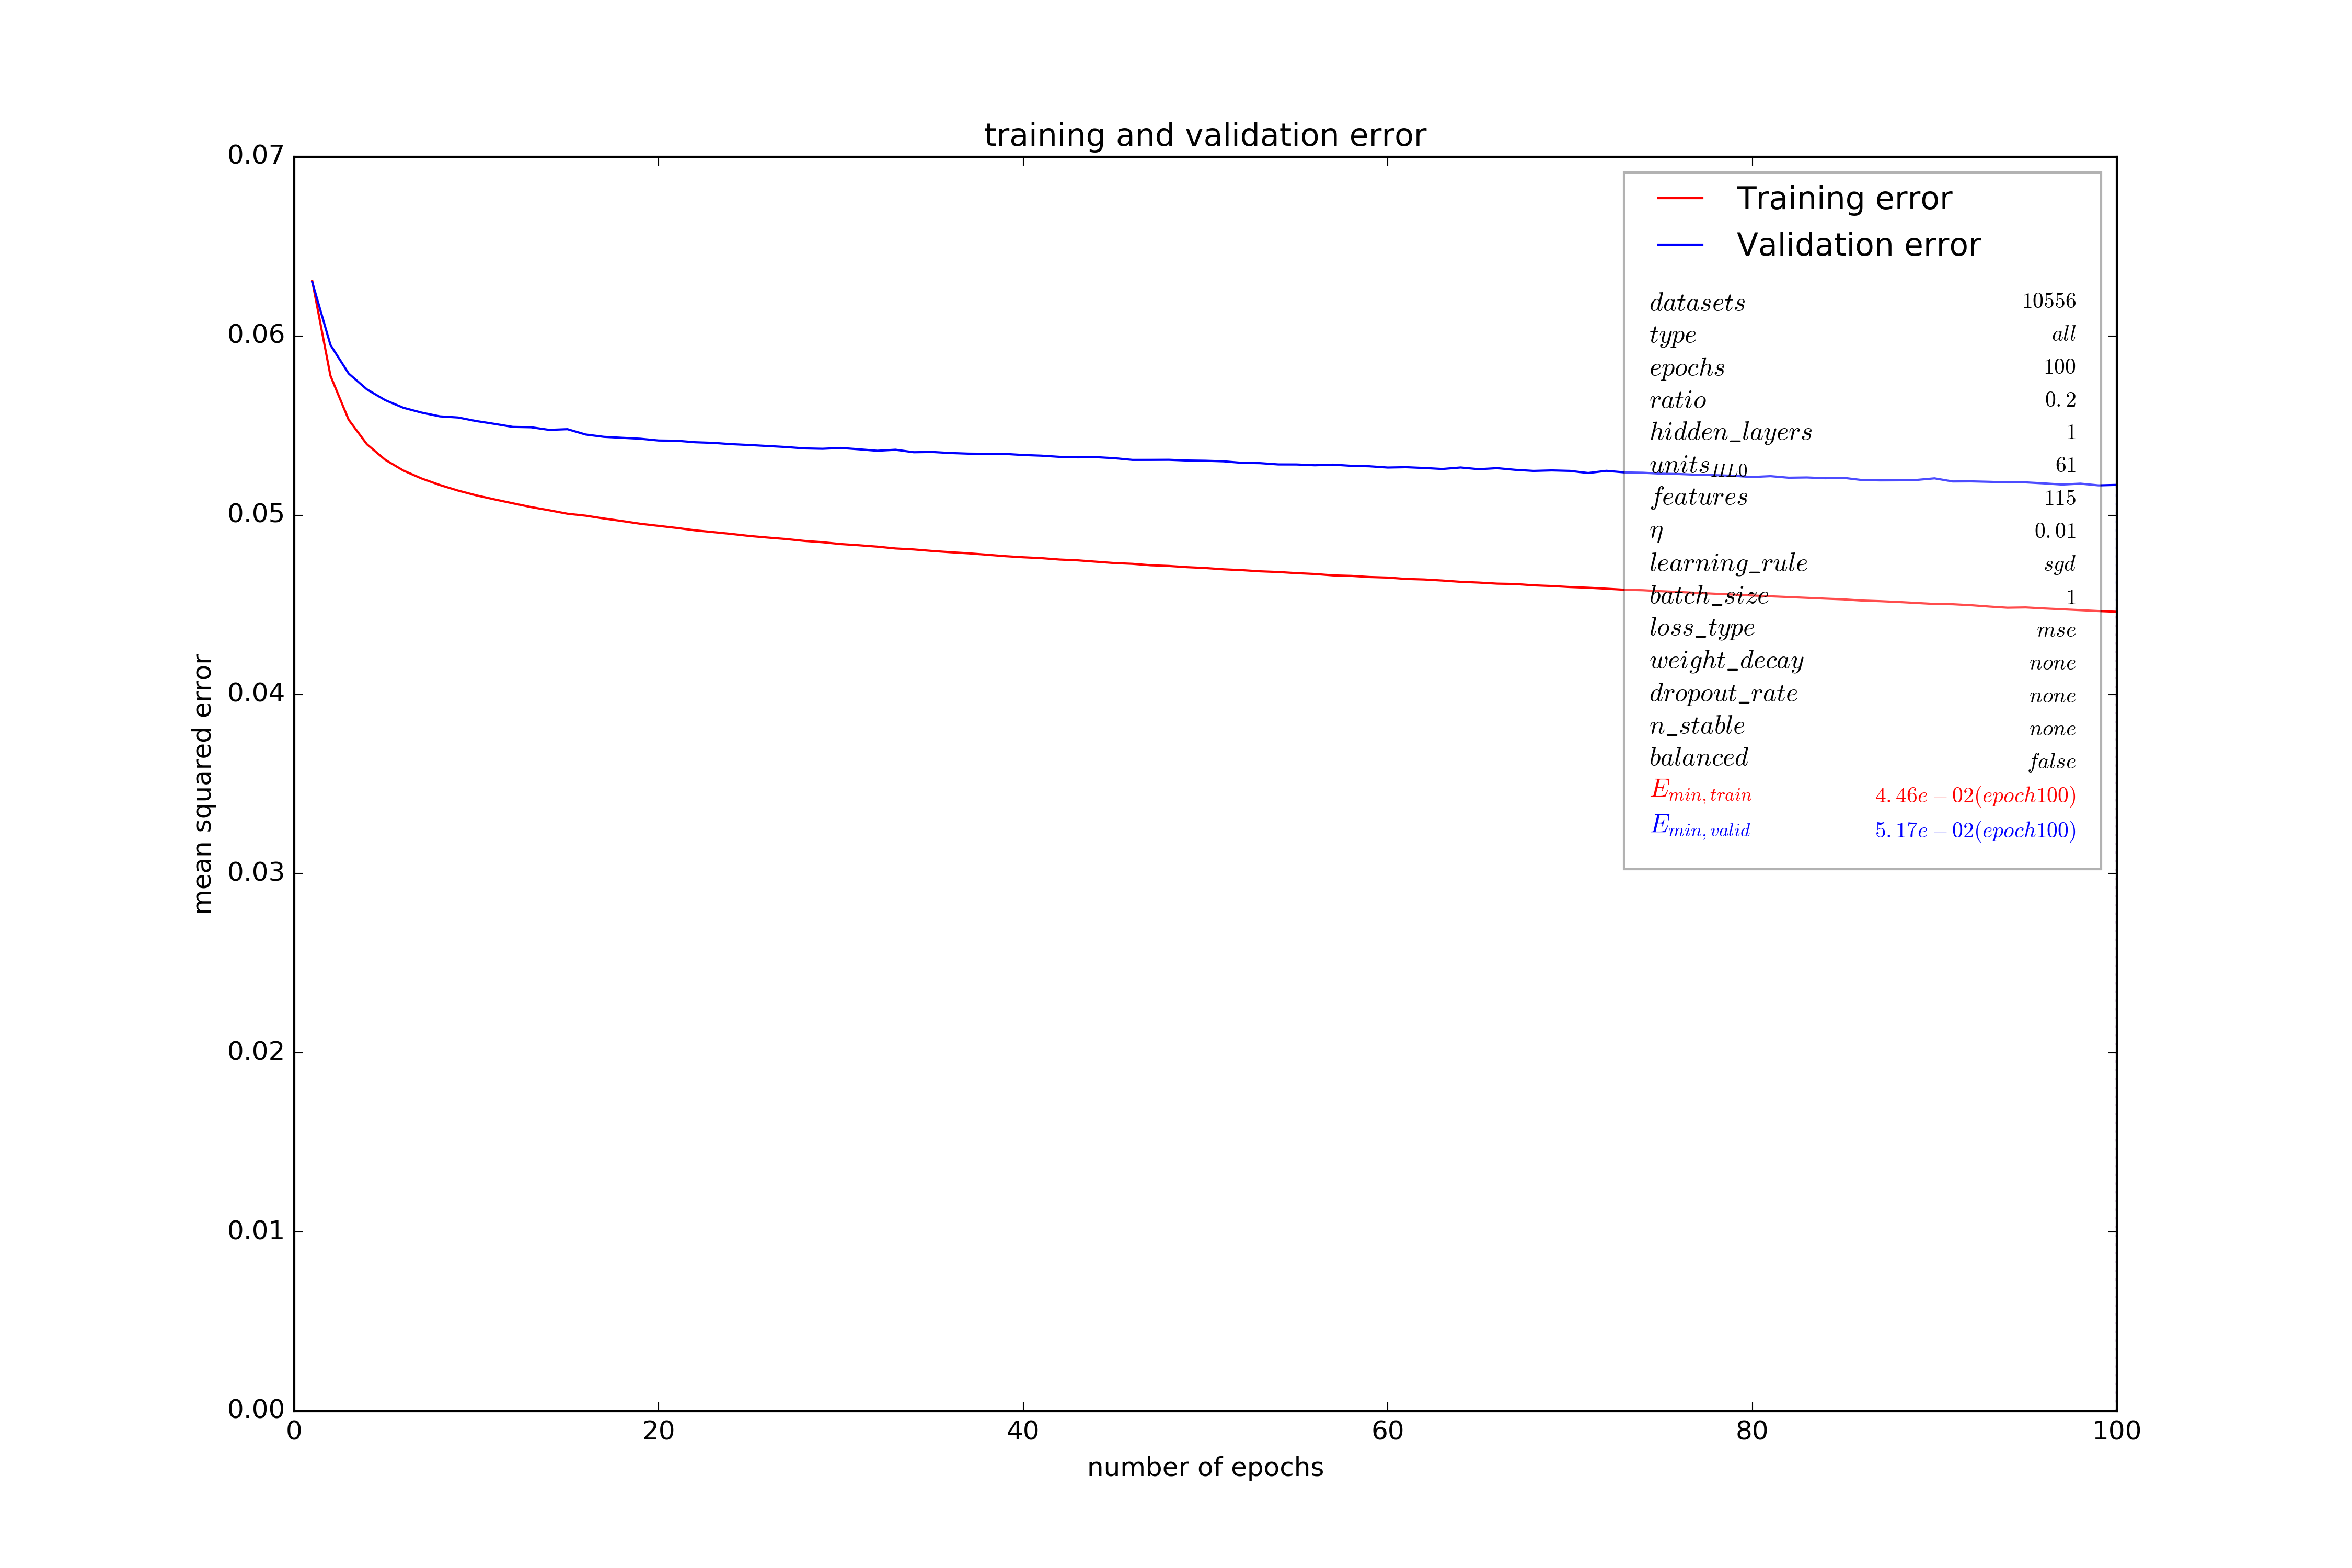 training and validation error
0.07
0.06
0.05
0.04
0.03
0.02
0.01
0.00
mean squared error
0 20 40 60 80 100
number of epochs
Training error
Validation error
datasets 10556
type all
epochs 100
ratio 0.2
hidden_layers 1
units_HL0 61
features 115
η 0.01
learning_rule sgd
batch_size 1
loss_type mse
weight_decay none
dropout_rate none
n_stable none
balanced false
E_min,train 4.46e−02(epoch100)
E_min,valid 5.17e−02(epoch100)